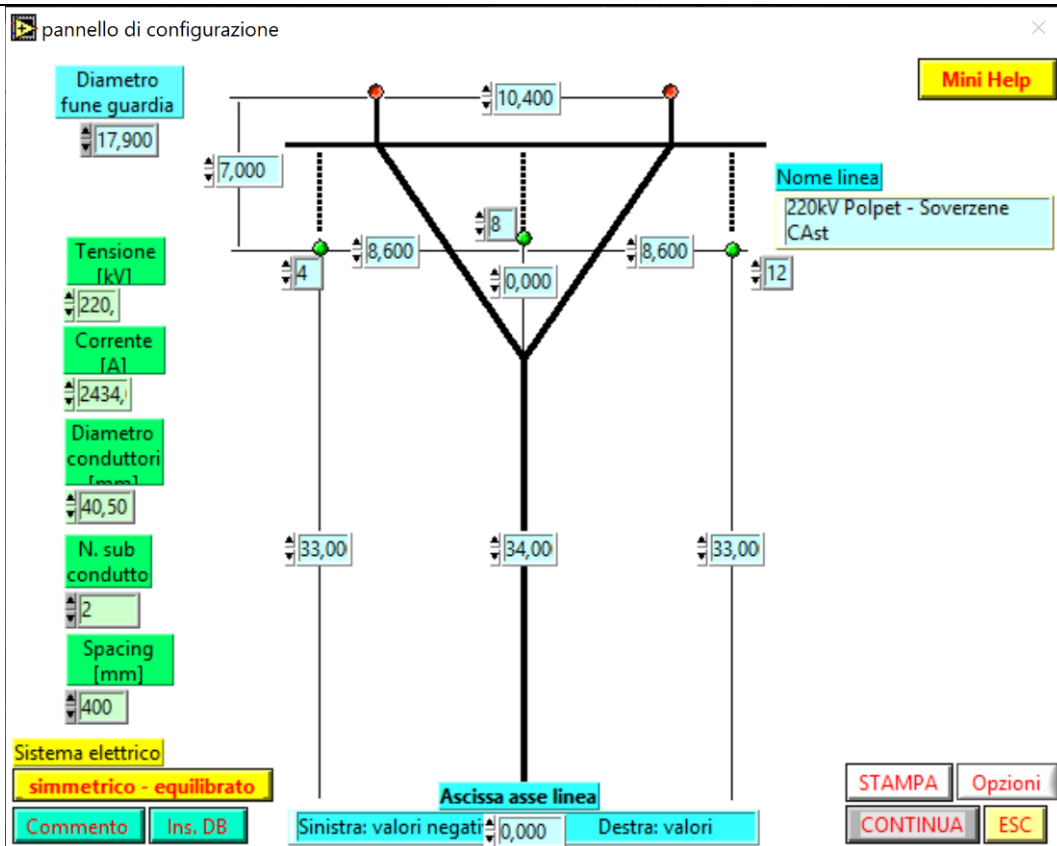 pannello di configurazione
Diametro
fune guardia
17,900
10,400
Mini Help
7,000
Nome linea
220kV Polpet - Soverzene
CAst
8
Tensione
[kV]
220,
8,600
8,600
4
0,000
12
Corrente
[A]
2434,
Diametro
conduttori
[mm]
40,50
N. sub
condutto
2
33,00
34,00
33,00
Spacing
[mm]
400
Sistema elettrico
simmetrico - equilibrato
Commento
Ins. DB
Ascissa asse linea
Sinistra: valori negati
0,000
Destra: valori
STAMPA
Opzioni
CONTINUA
ESC